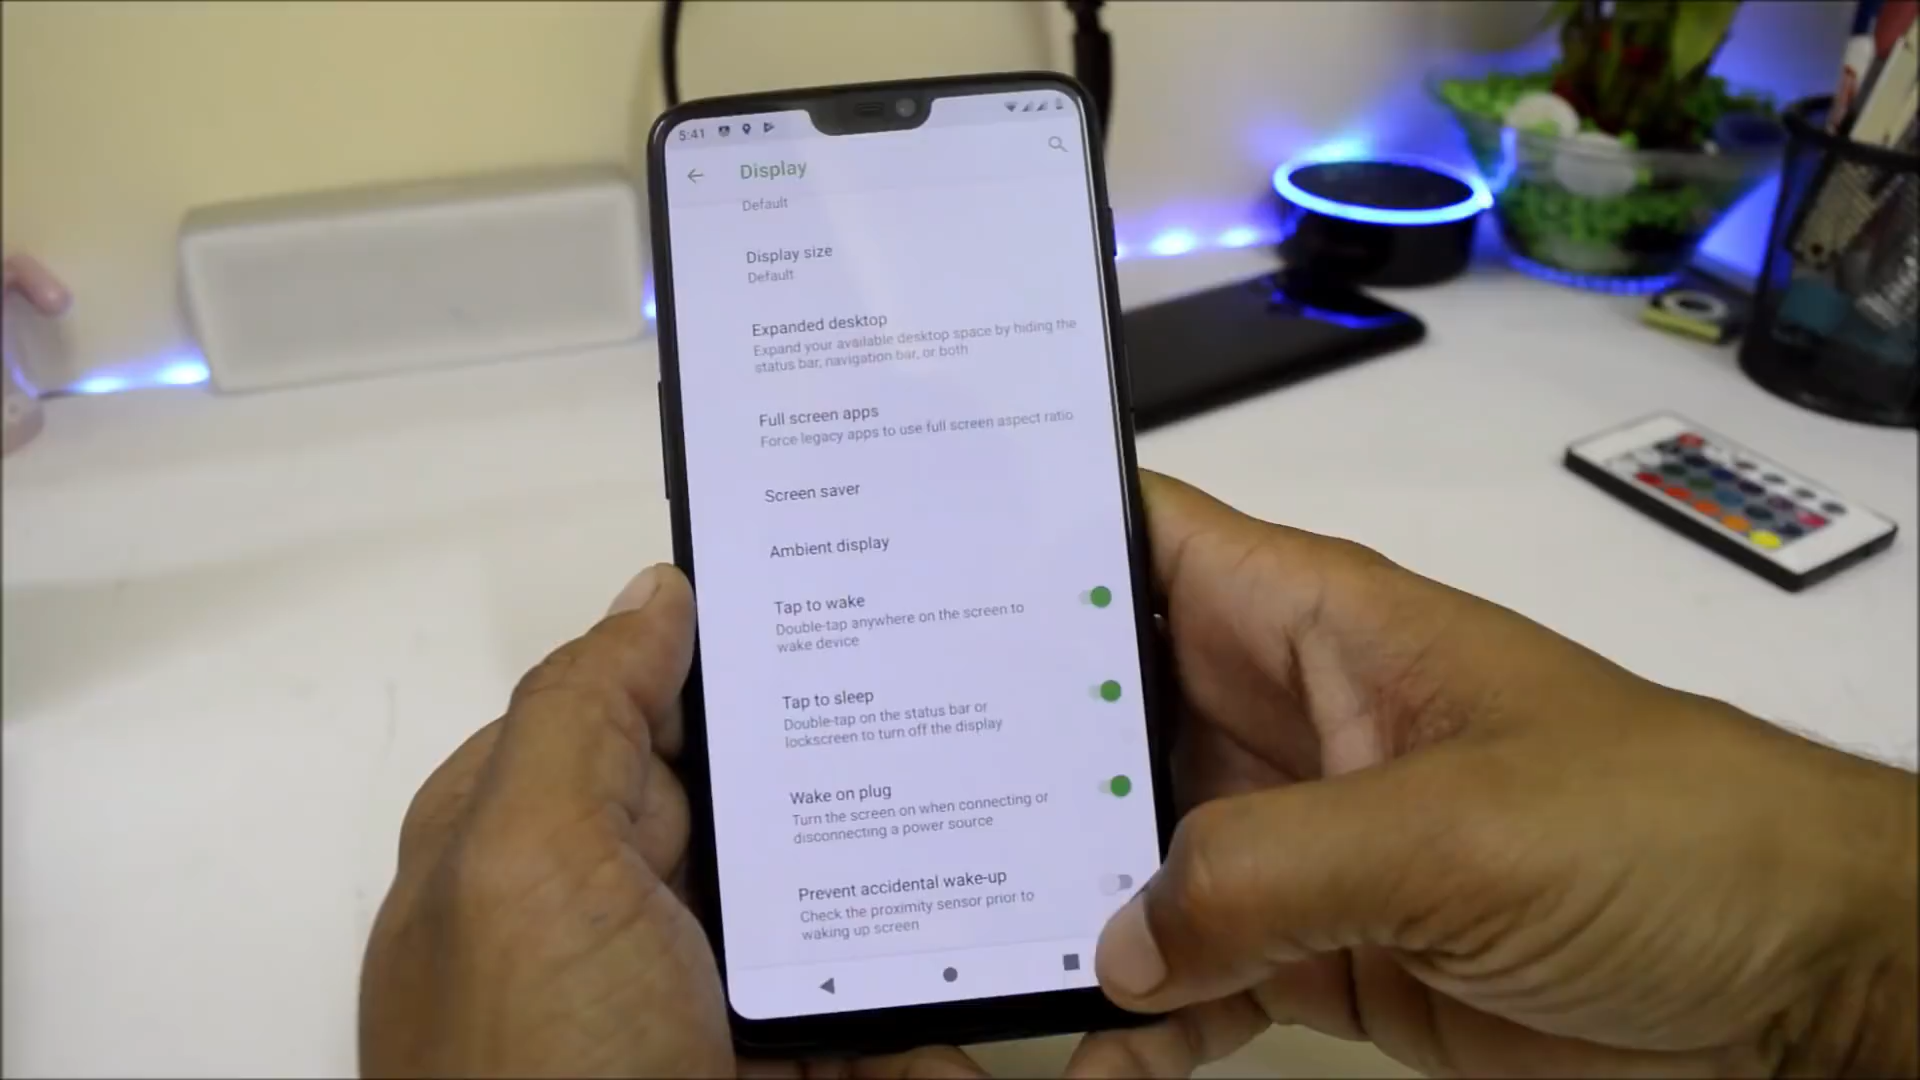 5:41
Display
Default
Display size
Default
Expanded desktop
Expand your available desktop space by hiding the
status bar, navigation bar, or both
Full screen apps
Force legacy apps to use full screen aspect ratio
Screen saver
Ambient display
Tap to wake
Double-tap anywhere on the screen to
wake device
Tap to sleep
Double-tap on the status bar or
lockscreen to turn off the display
Wake on plug
Turn the screen on when connecting or
disconnecting a power source
Prevent accidental wake-up
Check the proximity sensor prior to
waking up screen